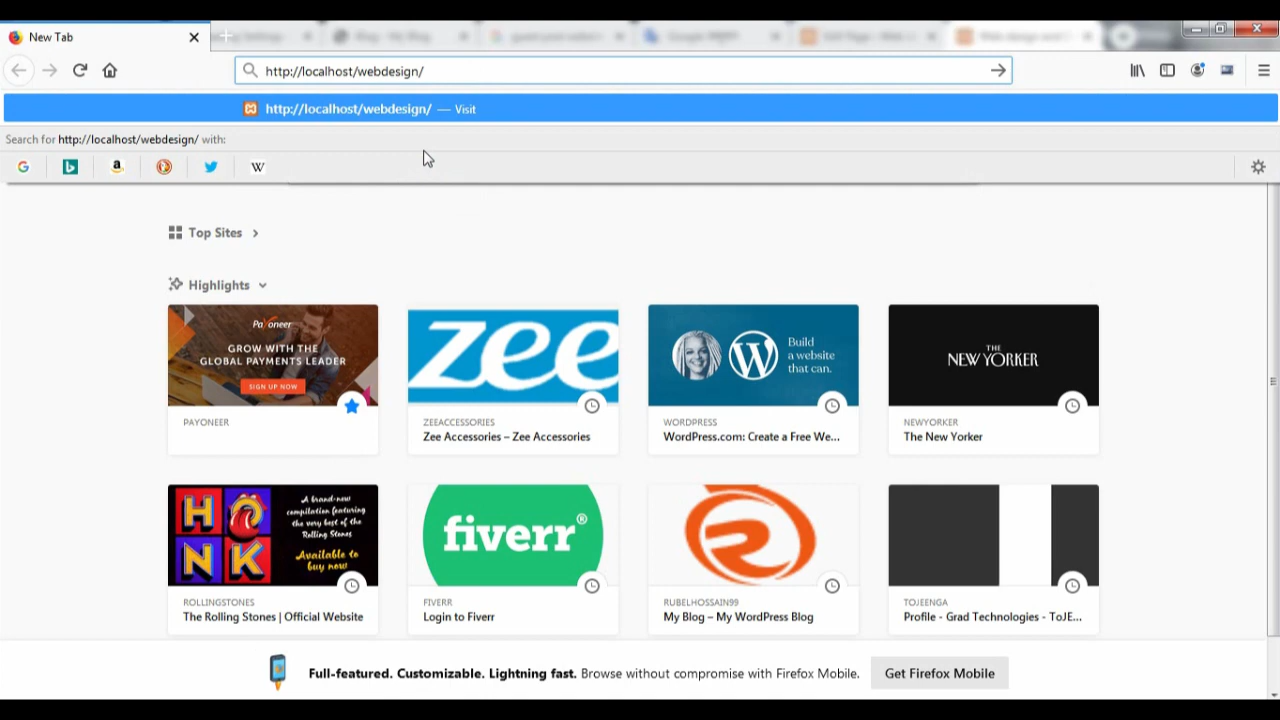 New Tab
http://localhost/webdesign/
http://localhost/webdesign/ — Visit
Search for http://localhost/webdesign/ with:
Top Sites
Highlights
Payoneer
GROW WITH THE
GLOBAL PAYMENTS LEADER
SIGN UP NOW
PAYONEER
zee
ZEEACCESSORIES
Zee Accessories – Zee Accessories
Build
a website
that can.
WORDPRESS
WordPress.com: Create a Free We...
THE
NEW YORKER
NEWYORKER
The New Yorker
HONK
A brand-new
compilation featuring
the very best of the
Rolling Stones
Available to
buy now
ROLLINGSTONES
The Rolling Stones | Official Website
fiverr®
FIVERR
Login to Fiverr
RUBELHOSSAIN99
My Blog – My WordPress Blog
TOJEENGA
Profile - Grad Technologies - ToJE...
Full-featured. Customizable. Lightning fast. Browse without compromise with Firefox Mobile.
Get Firefox Mobile